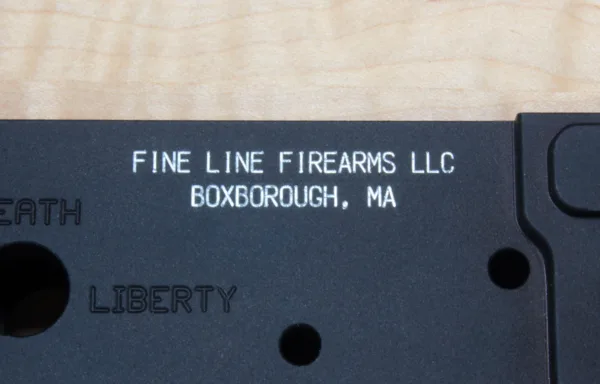 FINE LINE FIREARMS LLC
BOXBOROUGH, MA
EATH
LIBERTY